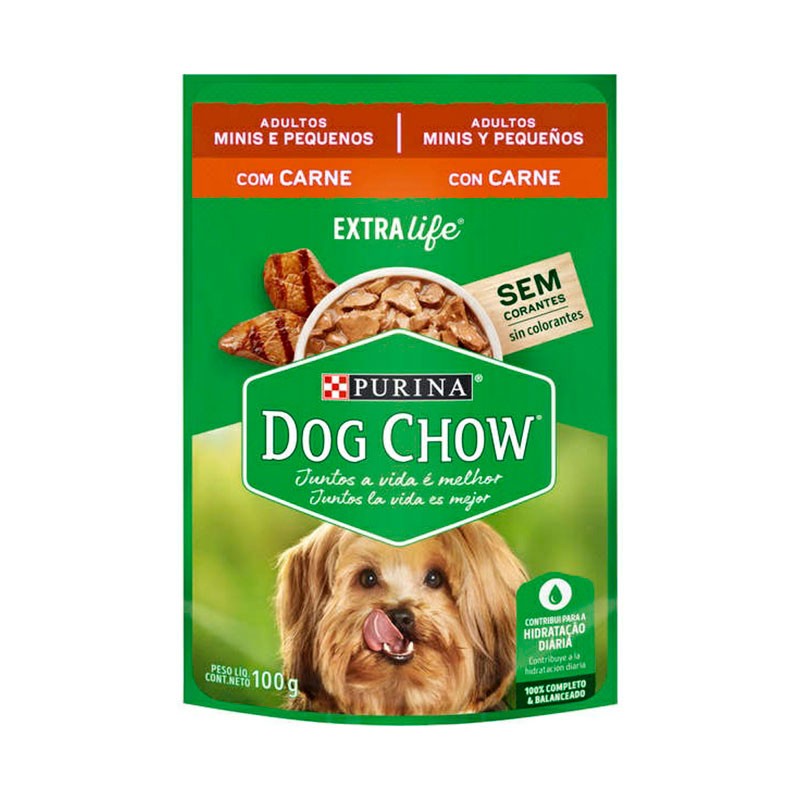 ADULTOS
MINIS E PEQUENOS
ADULTOS
MINIS Y PEQUEÑOS
COM CARNE
CON CARNE
EXTRA life®
SEM
CORANTES
sin colorantes
PURINA®
DOG CHOW®
Juntos a vida é melhor
Juntos la vida es mejor
CONTRIBUI PARA A
HIDRATAÇÃO
DIÁRIA
Contribuye a la
hidratación diaria
100% COMPLETO
& BALANCEADO
PESO LÍQ.
CONT.NETO 100g